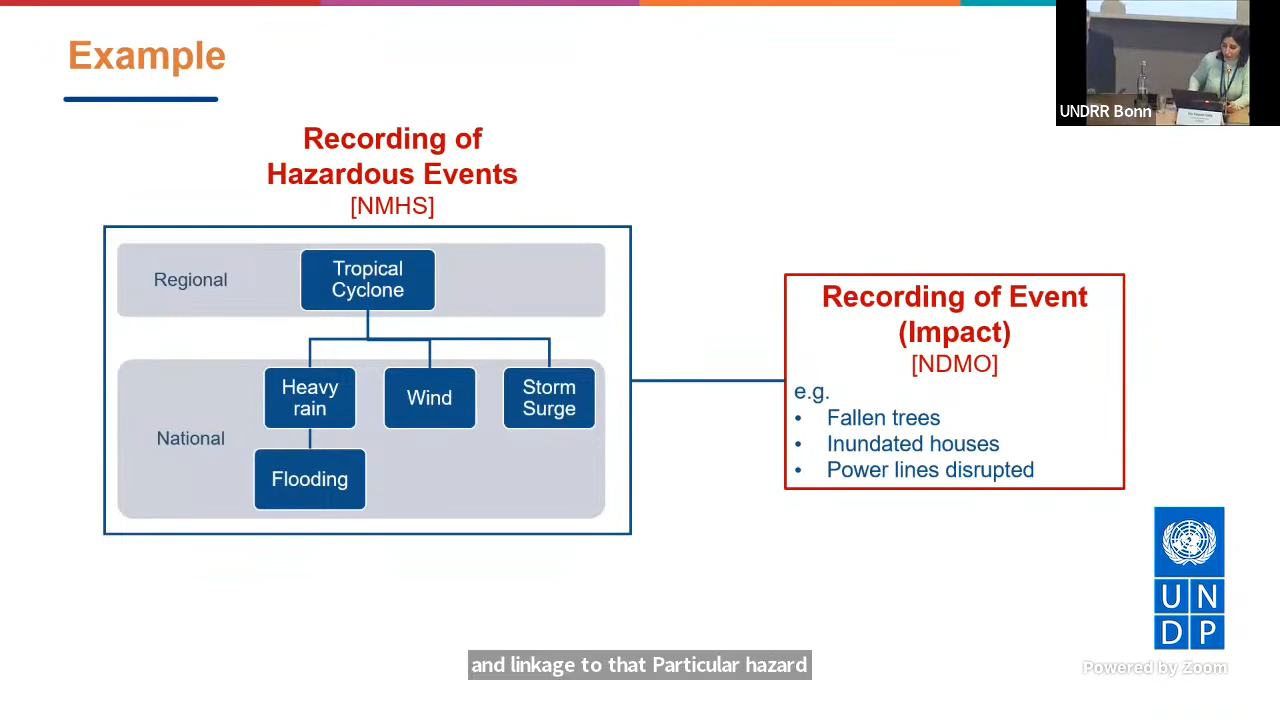 Example
UNDRR Bonn
Recording of
Hazardous Events
[NMHS]
Regional
Tropical
Cyclone
National
Heavy
rain
Wind
Storm
Surge
Flooding
Recording of Event
(Impact)
[NDMO]
e.g.
• Fallen trees
• Inundated houses
• Power lines disrupted
U N
D P
and linkage to that Particular hazard
Powered by Zoom